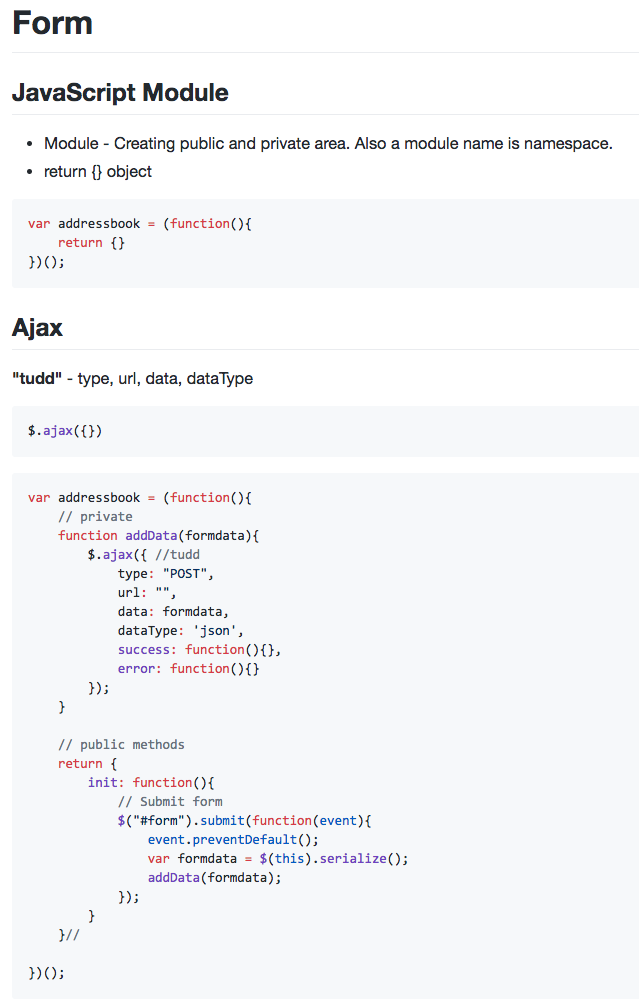 Form
JavaScript Module
• Module - Creating public and private area. Also a module name is namespace.
• return {} object
var addressbook = (function(){
    return {}
})();
Ajax
"tudd" - type, url, data, dataType
$.ajax({})
var addressbook = (function(){
    // private
    function addData(formdata){
        $.ajax({ //tudd
            type: "POST",
            url: "",
            data: formdata,
            dataType: 'json',
            success: function(){},
            error: function(){}
        });
    }

    // public methods
    return {
        init: function(){
            // Submit form
            $("#form").submit(function(event){
                event.preventDefault();
                var formdata = $(this).serialize();
                addData(formdata);
            });
        }
    }//

})();